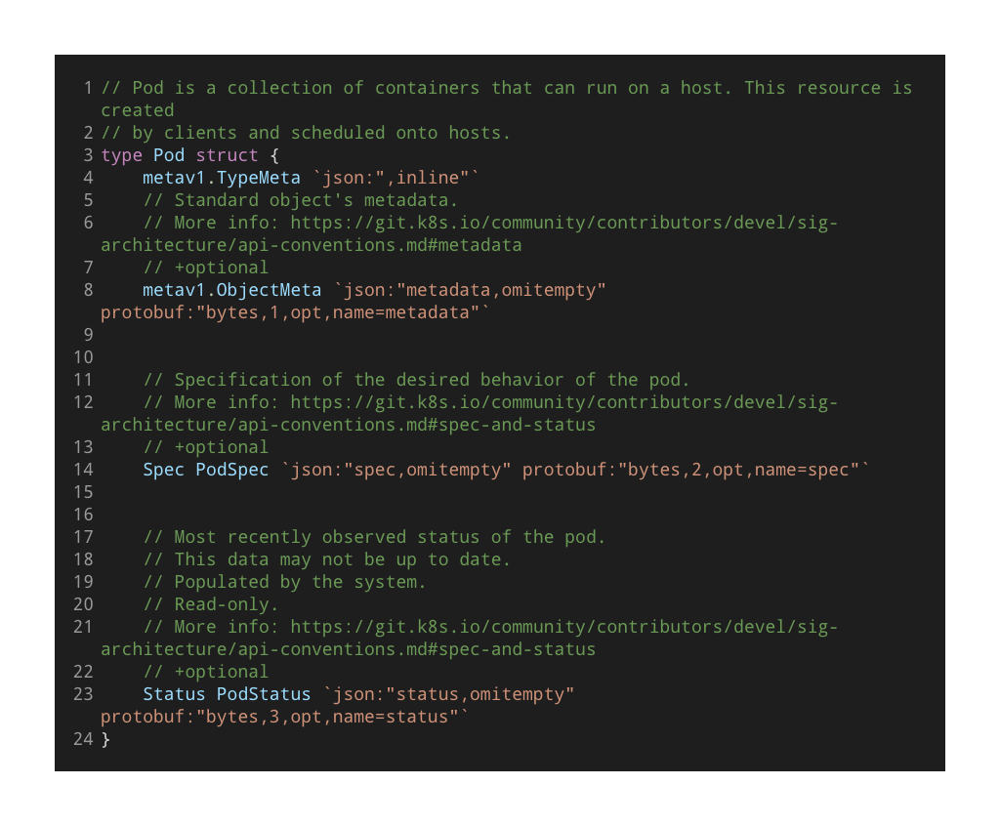 1 // Pod is a collection of containers that can run on a host. This resource is
created
2 // by clients and scheduled onto hosts.
3 type Pod struct {
4     metav1.TypeMeta `json:",inline"`
5     // Standard object's metadata.
6     // More info: https://git.k8s.io/community/contributors/devel/sig-
architecture/api-conventions.md#metadata
7     // +optional
8     metav1.ObjectMeta `json:"metadata,omitempty"
protobuf:"bytes,1,opt,name=metadata"`
9
10
11     // Specification of the desired behavior of the pod.
12     // More info: https://git.k8s.io/community/contributors/devel/sig-
architecture/api-conventions.md#spec-and-status
13     // +optional
14     Spec PodSpec `json:"spec,omitempty" protobuf:"bytes,2,opt,name=spec"`
15
16
17     // Most recently observed status of the pod.
18     // This data may not be up to date.
19     // Populated by the system.
20     // Read-only.
21     // More info: https://git.k8s.io/community/contributors/devel/sig-
architecture/api-conventions.md#spec-and-status
22     // +optional
23     Status PodStatus `json:"status,omitempty"
protobuf:"bytes,3,opt,name=status"`
24 }